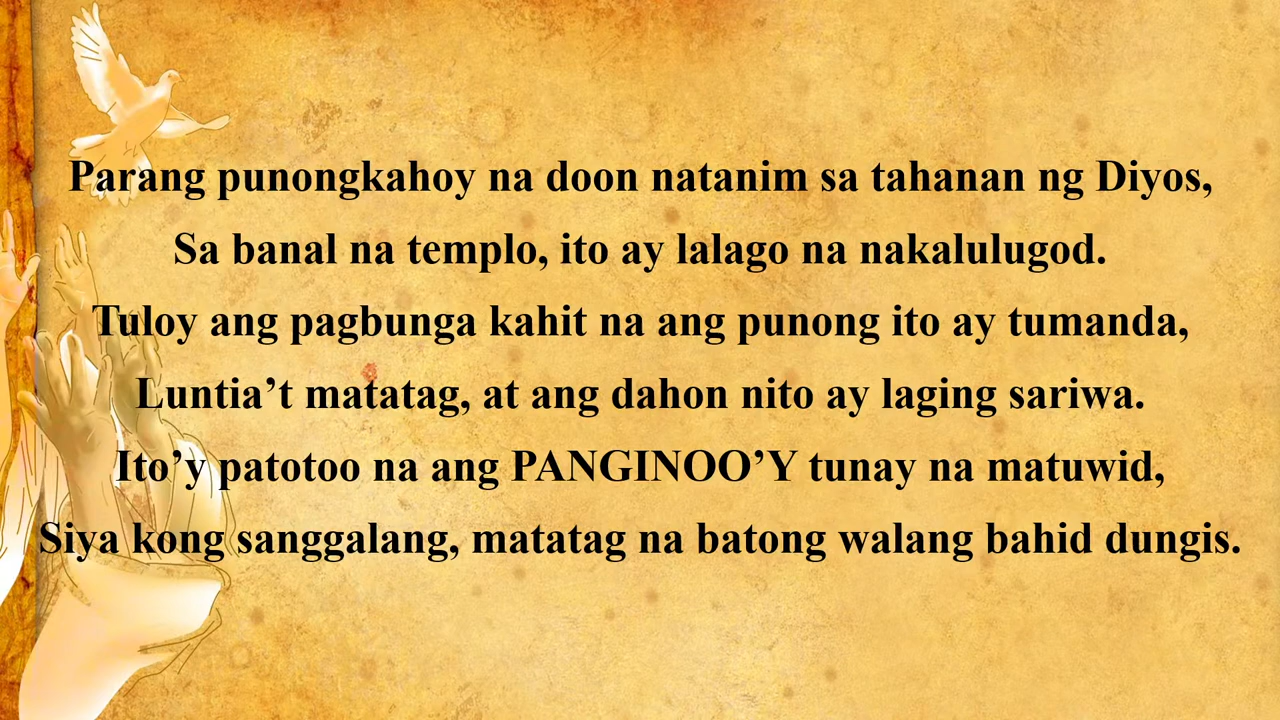 Parang punongkahoy na doon natanim sa tahanan ng Diyos,
Sa banal na templo, ito ay lalago na nakalulugod.
Tuloy ang pagbunga kahit na ang punong ito ay tumanda,
Luntia’t matatag, at ang dahon nito ay laging sariwa.
Ito’y patotoo na ang PANGINOO’Y tunay na matuwid,
Siya kong sanggalang, matatag na batong walang bahid dungis.